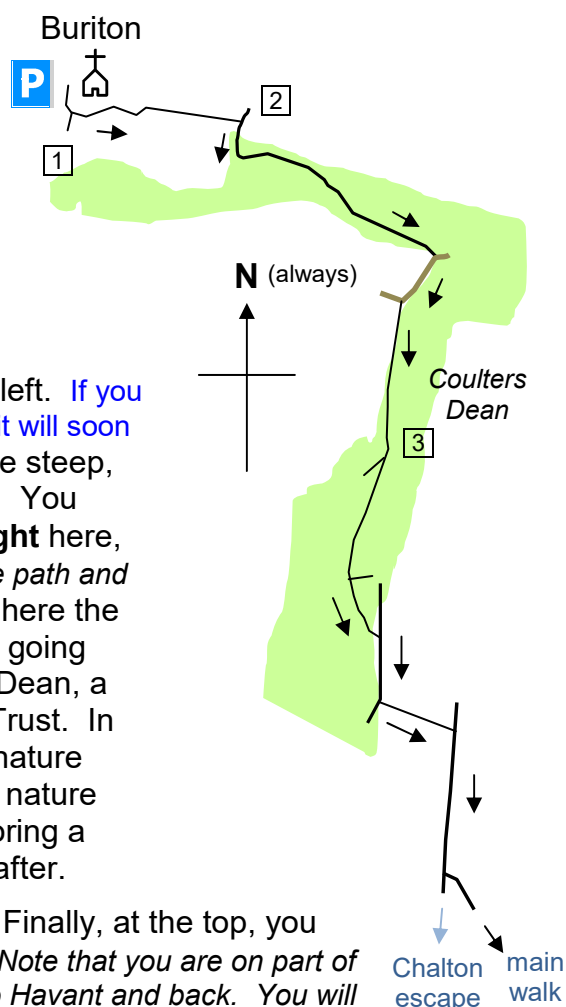 Buriton
P
2
1
N (always)
left. If you
it will soon
Coulters
Dean
e steep,
3
You
ght here,
e path and
here the
going
Dean, a
Trust. In
nature
nature
oring a
after.
Finally, at the top, you
Note that you are on part of
Havant and back. You will
Chalton
escape
main
walk